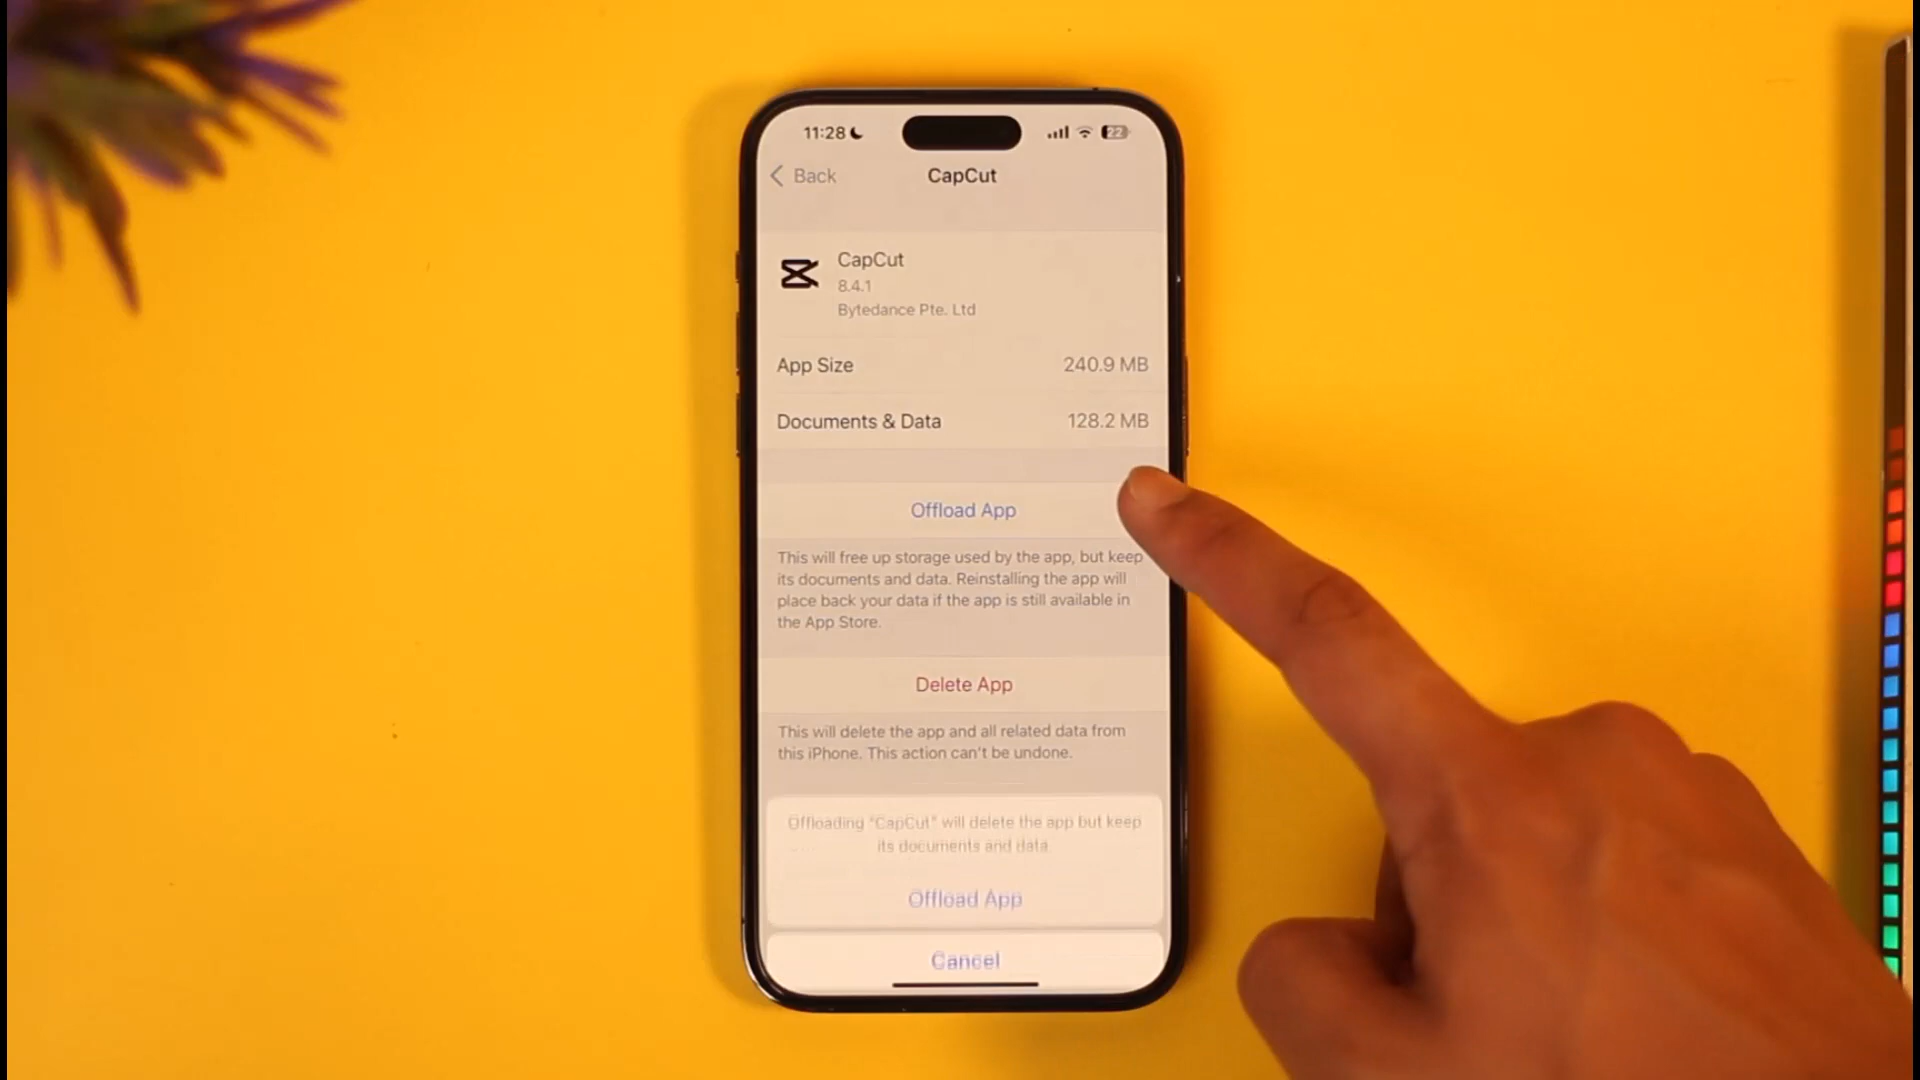 11:28
22
Back
CapCut
CapCut
8.4.1
Bytedance Pte. Ltd
App Size 240.9 MB
Documents & Data 128.2 MB
Offload App
This will free up storage used by the app, but keep
its documents and data. Reinstalling the app will
place back your data if the app is still available in
the App Store.
Delete App
This will delete the app and all related data from
this iPhone. This action can't be undone.
Offloading "CapCut" will delete the app but keep
its documents and data.
Offload App
Cancel